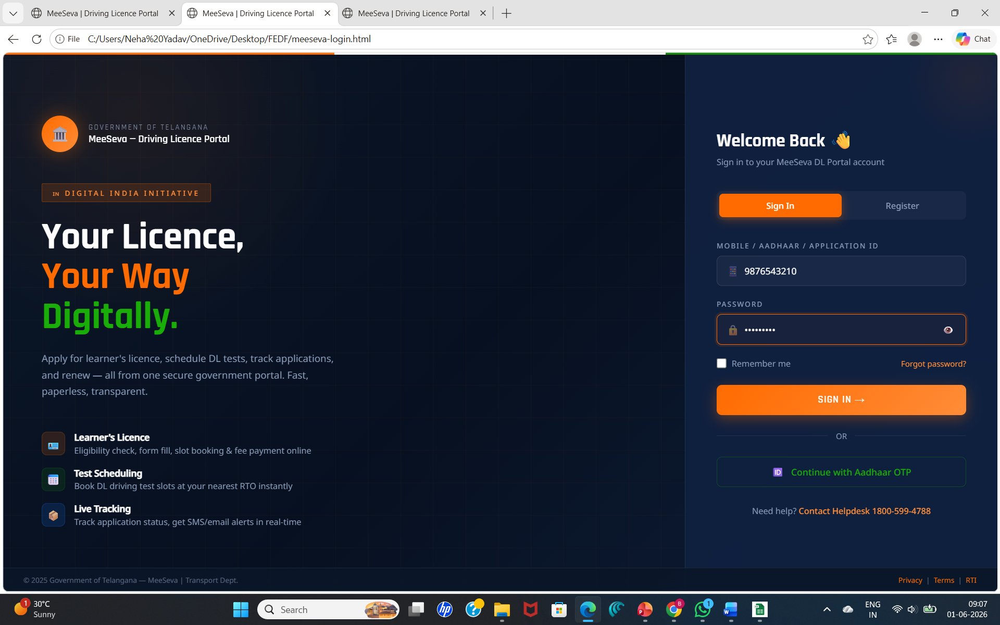 MeeSeva | Driving Licence Portal
MeeSeva | Driving Licence Portal
MeeSeva | Driving Licence Portal
File
C:/Users/Neha%20Yadav/OneDrive/Desktop/FEDF/meeseva-login.html
Chat
GOVERNMENT OF TELANGANA
MeeSeva — Driving Licence Portal
IN DIGITAL INDIA INITIATIVE
Your Licence,
Your Way
Digitally.
Apply for learner's licence, schedule DL tests, track applications,
and renew — all from one secure government portal. Fast,
paperless, transparent.
Learner's Licence
Eligibility check, form fill, slot booking & fee payment online
Test Scheduling
Book DL driving test slots at your nearest RTO instantly
Live Tracking
Track application status, get SMS/email alerts in real-time
Welcome Back 👋
Sign in to your MeeSeva DL Portal account
Sign In
Register
MOBILE / AADHAAR / APPLICATION ID
9876543210
PASSWORD
•••••••••
Remember me
Forgot password?
SIGN IN →
OR
ID Continue with Aadhaar OTP
Need help? Contact Helpdesk 1800-599-4788
© 2025 Government of Telangana — MeeSeva | Transport Dept.
Privacy | Terms | RTI
1
30°C
Sunny
Search
hp
?
P
B
1
W
ENG
IN
09:07
01-06-2026